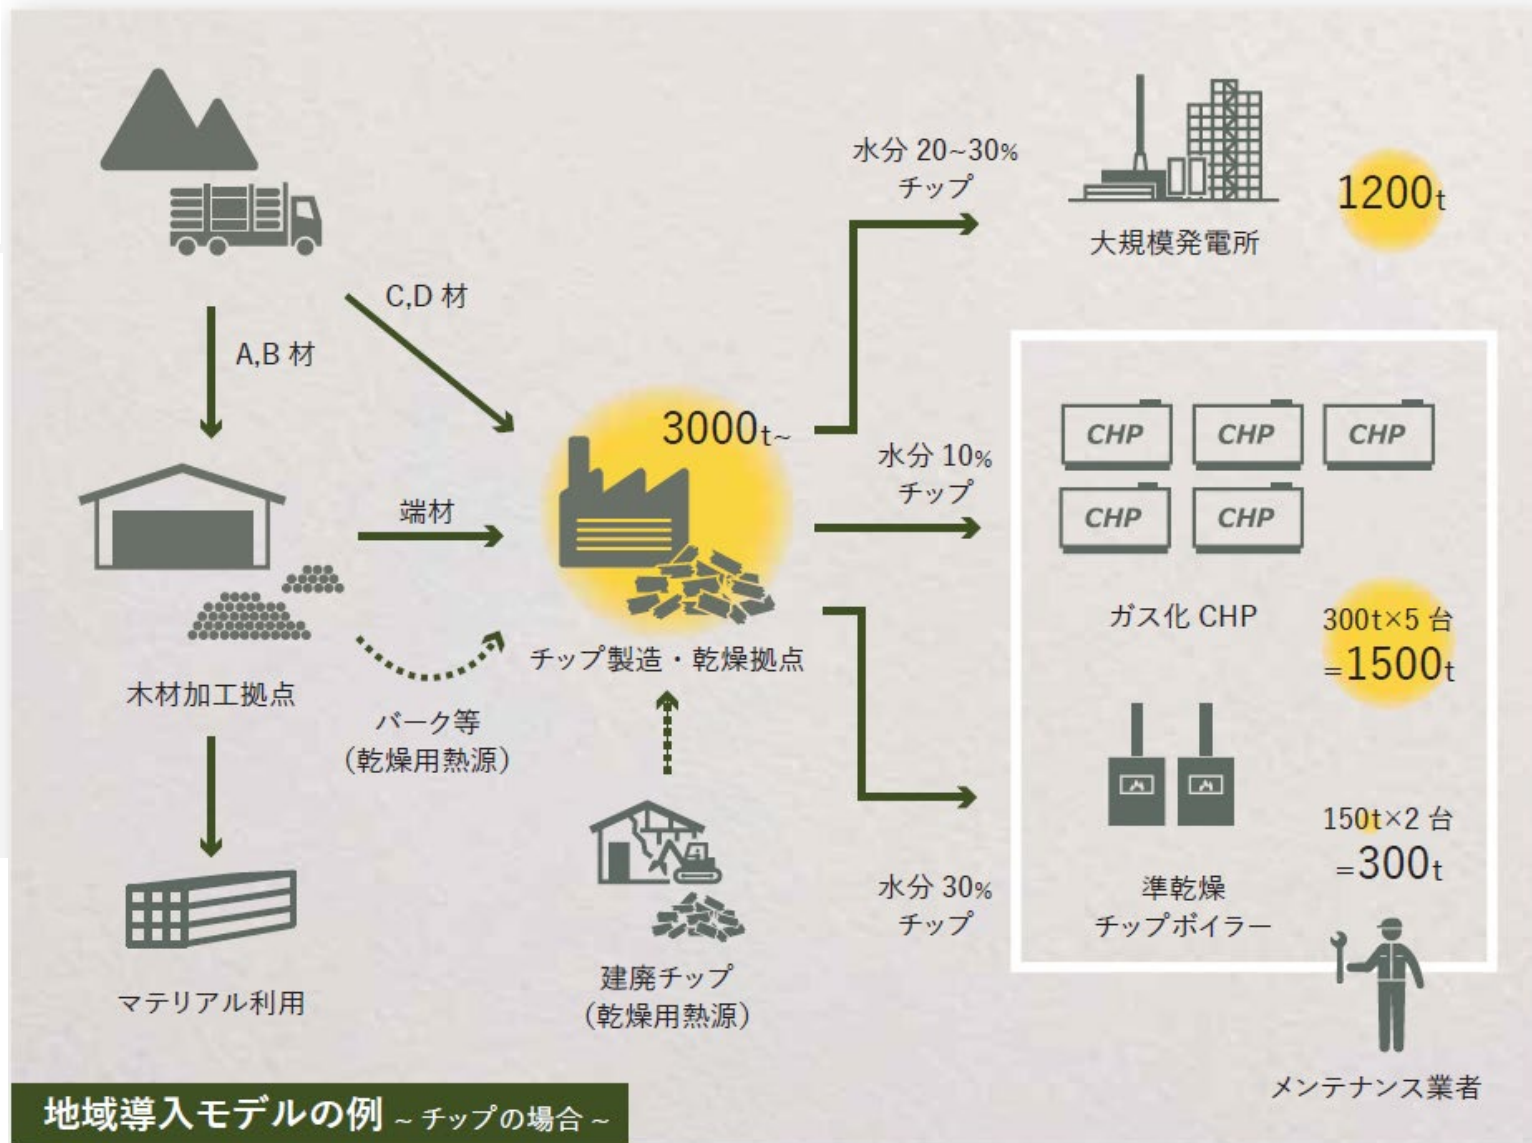 水分 20~30%
チップ
1200t
大規模発電所
C,D 材
A,B 材
3000t~
水分 10%
チップ
CHP
CHP
CHP
CHP
CHP
端材
ガス化 CHP
300t×5 台
=1500t
チップ製造・乾燥拠点
木材加工拠点
バーク等
(乾燥用熱源)
150t×2 台
=300t
水分 30%
チップ
準乾燥
チップボイラー
建廃チップ
(乾燥用熱源)
マテリアル利用
メンテナンス業者
地域導入モデルの例 ~ チップの場合 ~